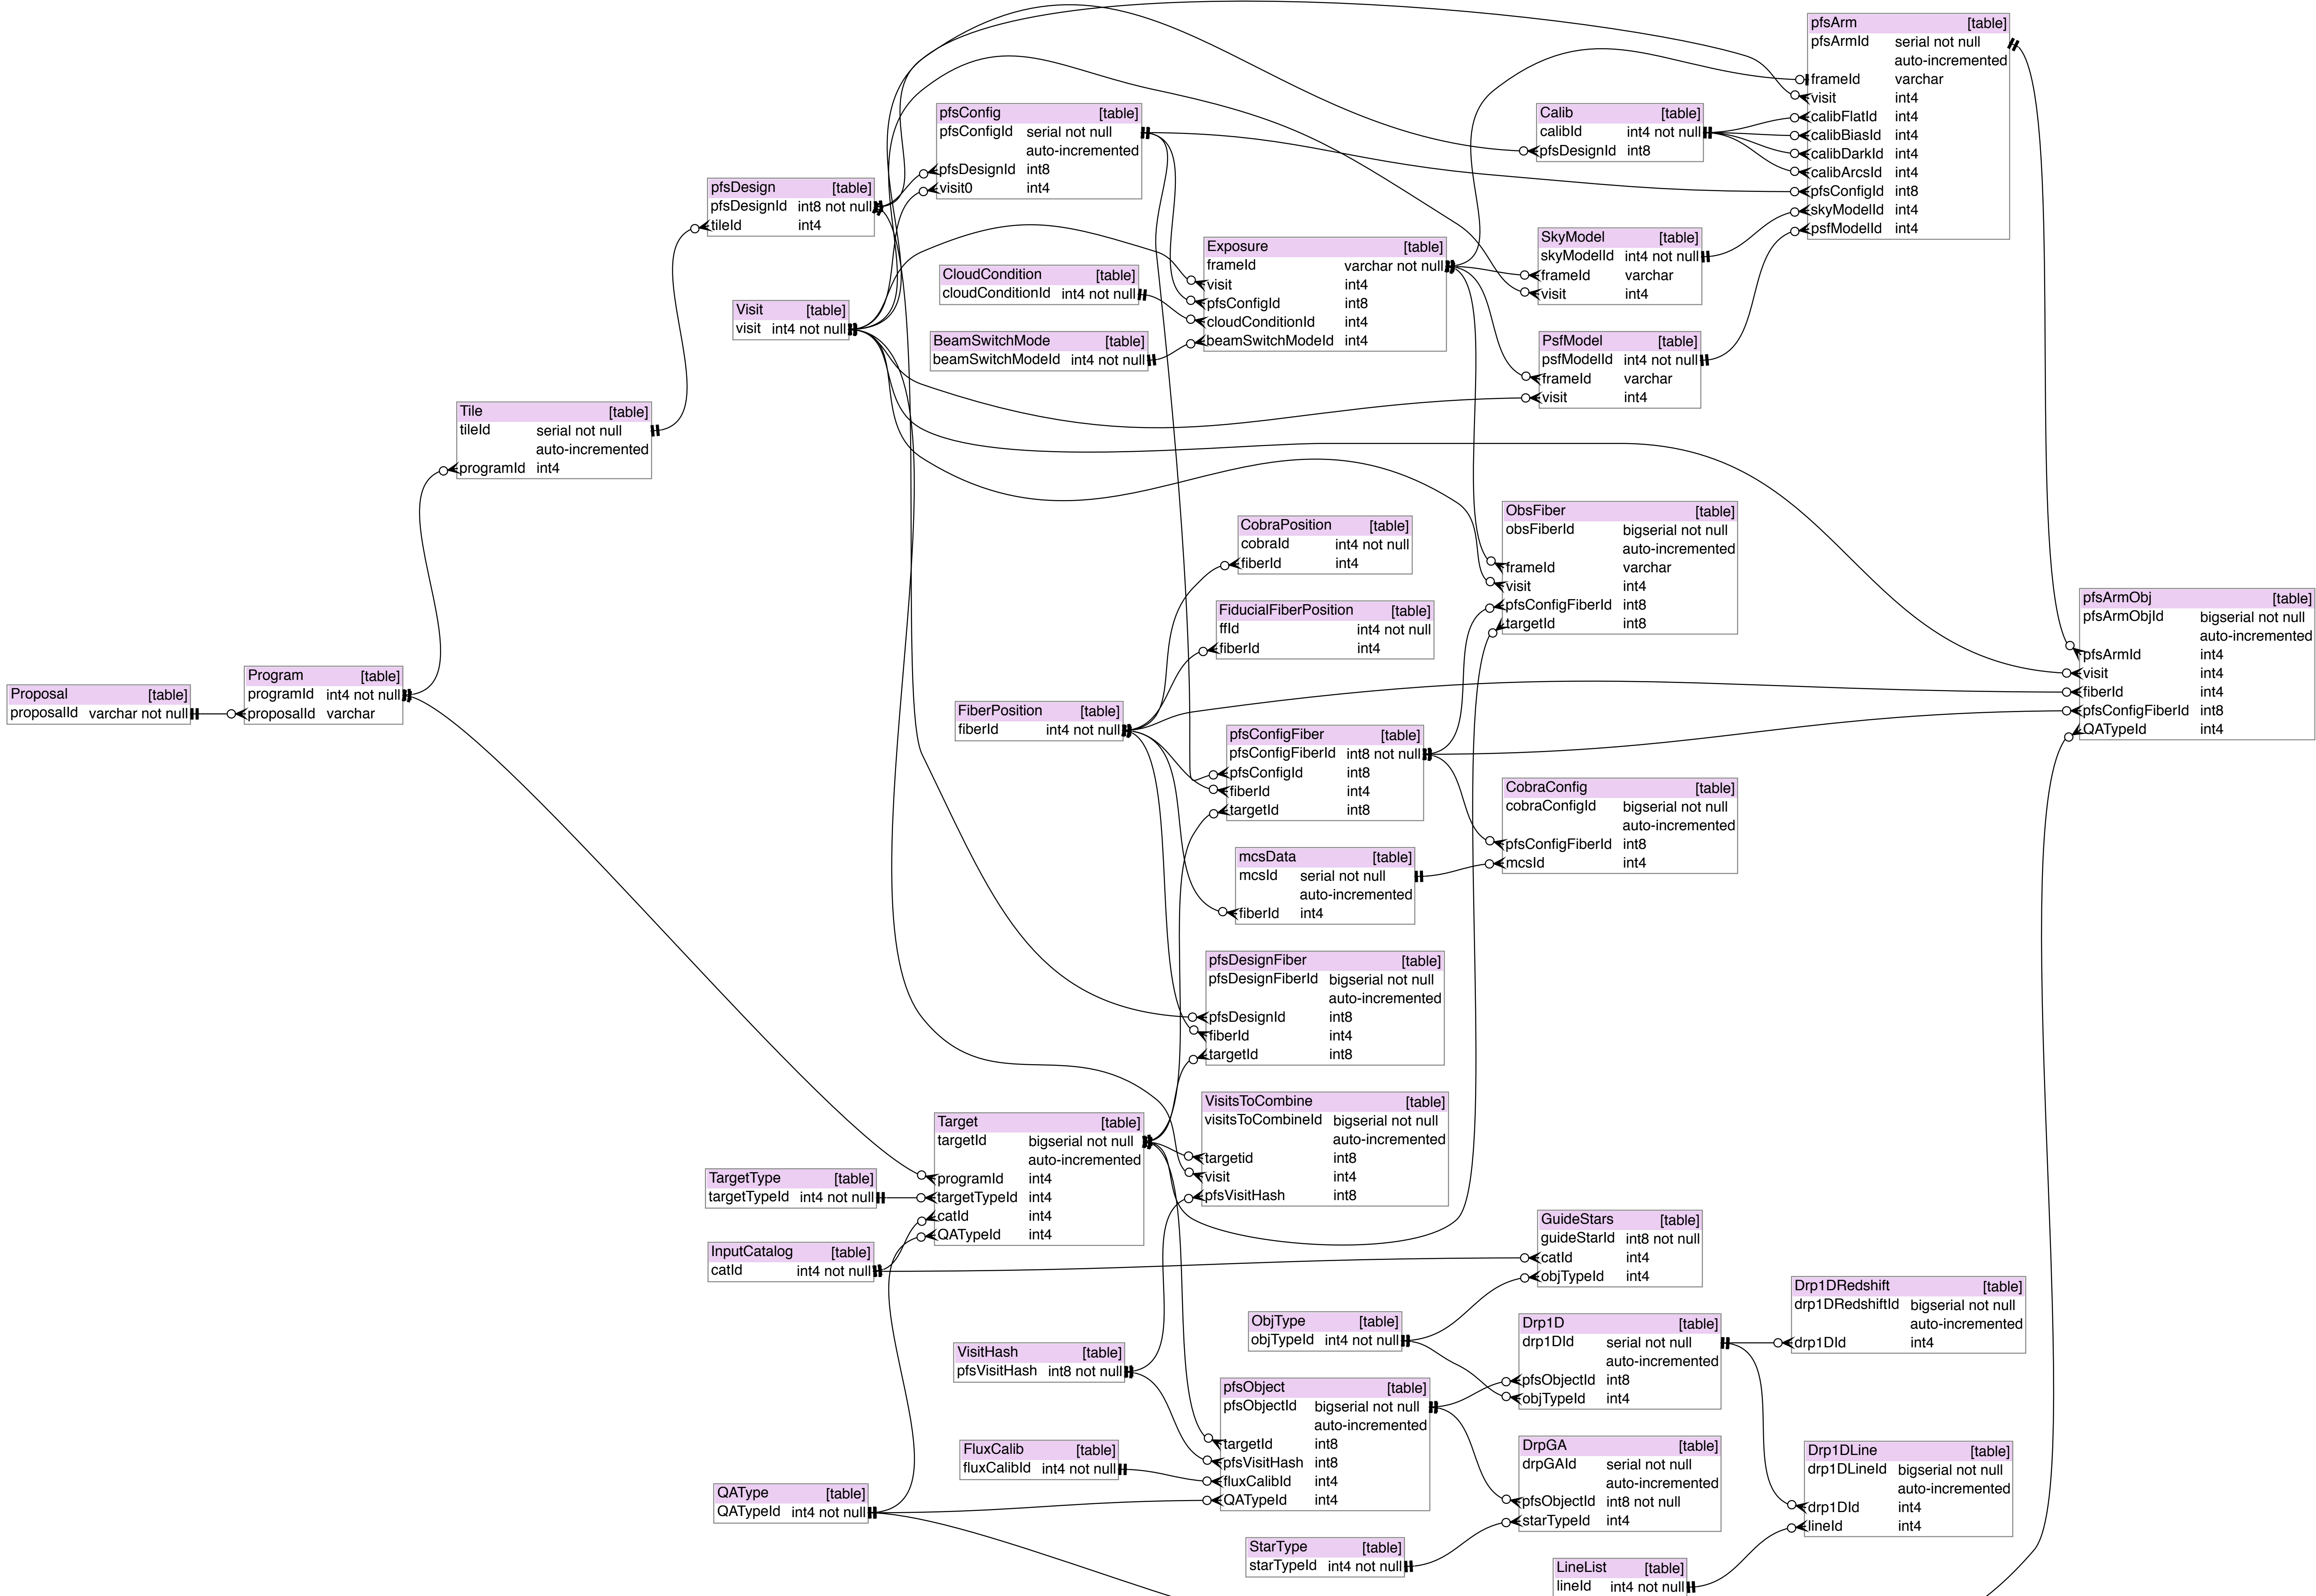 pfsArm [table]
pfsArmId serial not null
auto-incremented
frameId varchar
visit int4
calibFlatId int4
calibBiasId int4
calibDarkId int4
calibArcsId int4
pfsConfigId int8
skyModelId int4
psfModelId int4
pfsConfig [table]
pfsConfigId serial not null
auto-incremented
pfsDesignId int8
visit0 int4
Calib [table]
calibId int4 not null
pfsDesignId int8
pfsDesign [table]
pfsDesignId int8 not null
tileId int4
Exposure [table]
frameId varchar not null
visit int4
pfsConfigId int8
cloudConditionId int4
beamSwitchModeId int4
SkyModel [table]
skyModelId int4 not null
frameId varchar
visit int4
CloudCondition [table]
cloudConditionId int4 not null
Visit [table]
visit int4 not null
BeamSwitchMode [table]
beamSwitchModeId int4 not null
PsfModel [table]
psfModelId int4 not null
frameId varchar
visit int4
Tile [table]
tileId serial not null
auto-incremented
programId int4
ObsFiber [table]
obsFiberId bigserial not null
auto-incremented
frameId varchar
visit int4
pfsConfigFiberId int8
targetId int8
CobraPosition [table]
cobraId int4 not null
fiberId int4
FiducialFiberPosition [table]
ffId int4 not null
fiberId int4
pfsArmObj [table]
pfsArmObjId bigserial not null
auto-incremented
pfsArmId int4
visit int4
fiberId int4
pfsConfigFiberId int8
QATypeId int4
Proposal [table]
proposalId varchar not null
Program [table]
programId int4 not null
proposalId varchar
FiberPosition [table]
fiberId int4 not null
pfsConfigFiber [table]
pfsConfigFiberId int8 not null
pfsConfigId int8
fiberId int4
targetId int8
CobraConfig [table]
cobraConfigId bigserial not null
auto-incremented
pfsConfigFiberId int8
mcsId int4
mcsData [table]
mcsId serial not null
auto-incremented
fiberId int4
pfsDesignFiber [table]
pfsDesignFiberId bigserial not null
auto-incremented
pfsDesignId int8
fiberId int4
targetId int8
VisitsToCombine [table]
visitsToCombineId bigserial not null
auto-incremented
targetid int8
visit int4
pfsVisitHash int8
Target [table]
targetId bigserial not null
auto-incremented
programId int4
targetTypeId int4
catId int4
QATypeId int4
TargetType [table]
targetTypeId int4 not null
InputCatalog [table]
catId int4 not null
GuideStars [table]
guideStarId int8 not null
catId int4
objTypeId int4
Drp1DRedshift [table]
drp1DRedshiftId bigserial not null
auto-incremented
drp1DId int4
ObjType [table]
objTypeId int4 not null
Drp1D [table]
drp1DId serial not null
auto-incremented
pfsObjectId int8
objTypeId int4
VisitHash [table]
pfsVisitHash int8 not null
pfsObject [table]
pfsObjectId bigserial not null
auto-incremented
targetId int8
pfsVisitHash int8
fluxCalibId int4
QATypeId int4
FluxCalib [table]
fluxCalibId int4 not null
DrpGA [table]
drpGAId serial not null
auto-incremented
pfsObjectId int8 not null
starTypeId int4
Drp1DLine [table]
drp1DLineId bigserial not null
auto-incremented
drp1DId int4
lineId int4
QAType [table]
QATypeId int4 not null
StarType [table]
starTypeId int4 not null
LineList [table]
lineId int4 not null